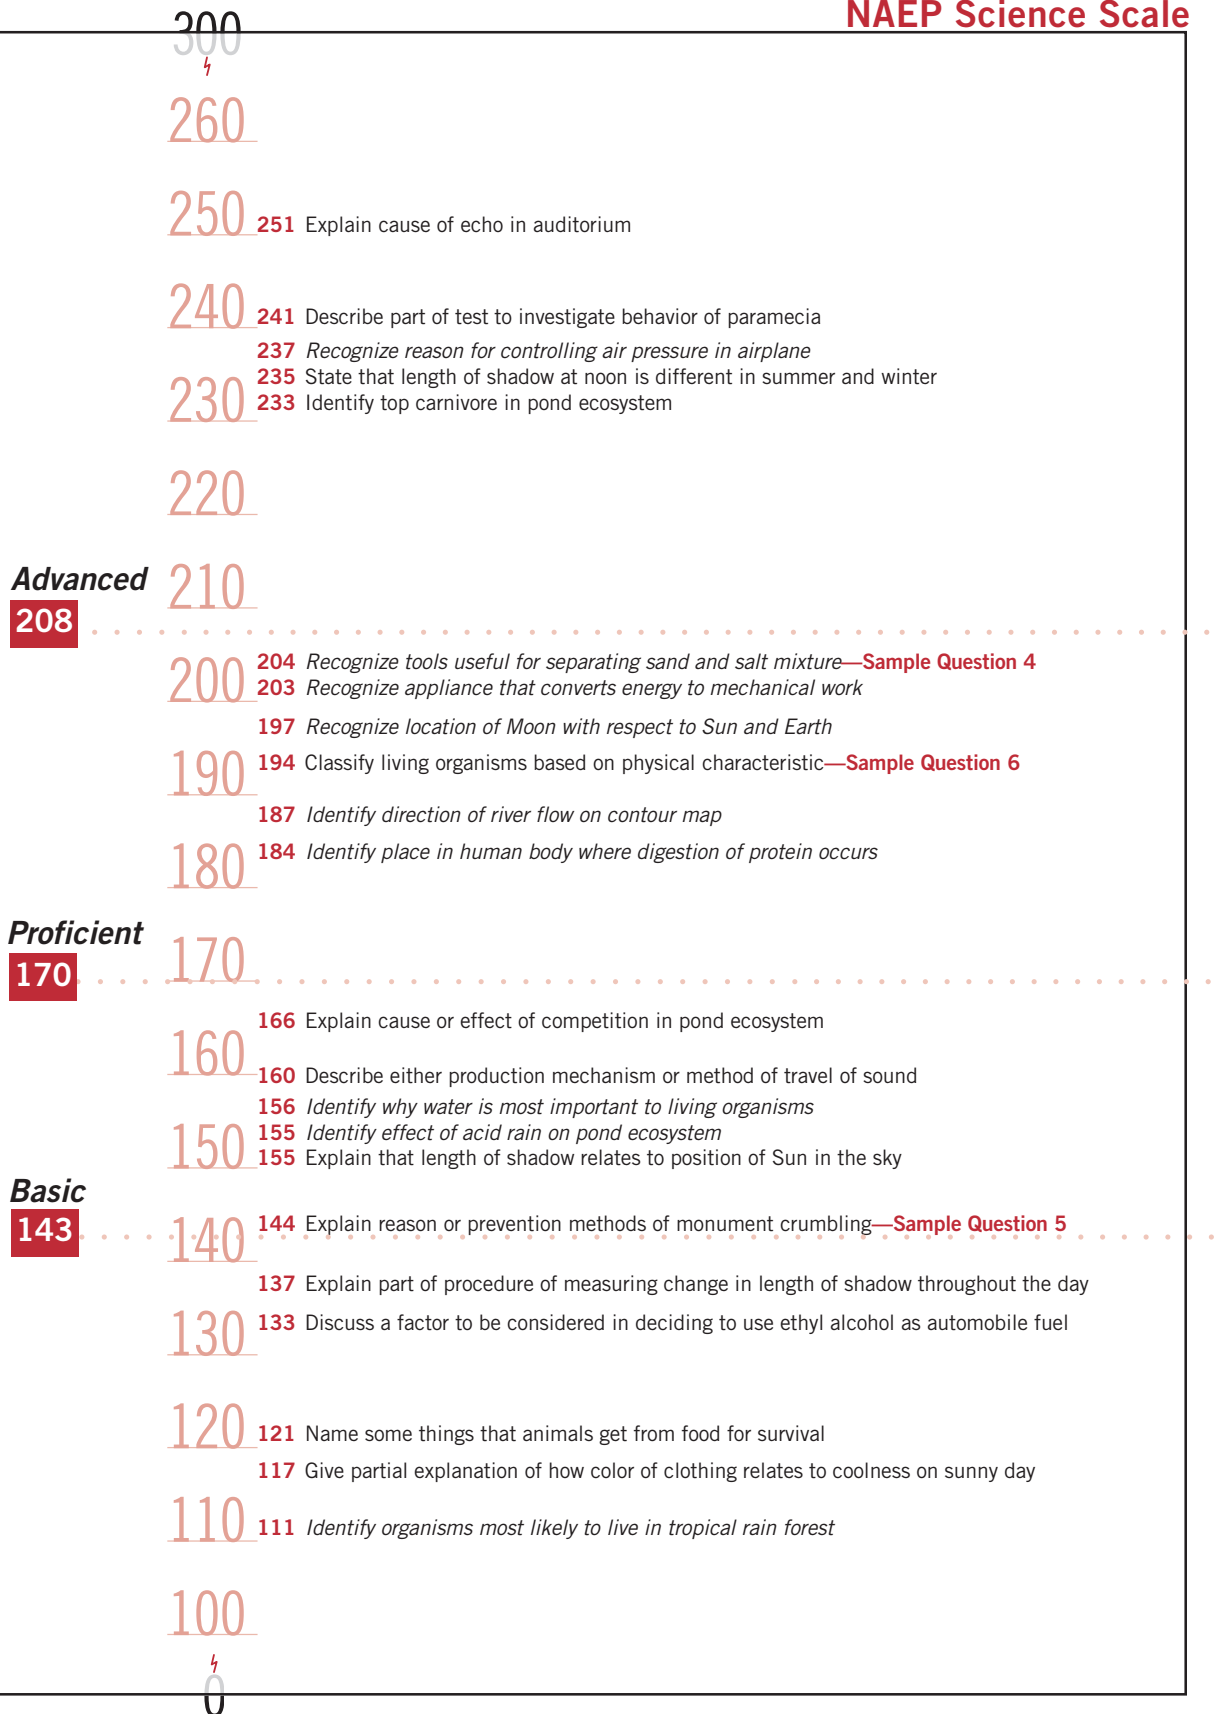 NAEP Science Scale
300
260
250
251 Explain cause of echo in auditorium
240
241 Describe part of test to investigate behavior of paramecia
237 Recognize reason for controlling air pressure in airplane
235 State that length of shadow at noon is different in summer and winter
230
233 Identify top carnivore in pond ecosystem
220
Advanced
210
208
204 Recognize tools useful for separating sand and salt mixture—Sample Question 4
200
203 Recognize appliance that converts energy to mechanical work
197 Recognize location of Moon with respect to Sun and Earth
190
194 Classify living organisms based on physical characteristic—Sample Question 6
187 Identify direction of river flow on contour map
180
184 Identify place in human body where digestion of protein occurs
Proficient
170
170
166 Explain cause or effect of competition in pond ecosystem
160
160 Describe either production mechanism or method of travel of sound
156 Identify why water is most important to living organisms
155 Identify effect of acid rain on pond ecosystem
150
155 Explain that length of shadow relates to position of Sun in the sky
Basic
143
144 Explain reason or prevention methods of monument crumbling—Sample Question 5
140
137 Explain part of procedure of measuring change in length of shadow throughout the day
130
133 Discuss a factor to be considered in deciding to use ethyl alcohol as automobile fuel
120
121 Name some things that animals get from food for survival
117 Give partial explanation of how color of clothing relates to coolness on sunny day
110
111 Identify organisms most likely to live in tropical rain forest
100
0